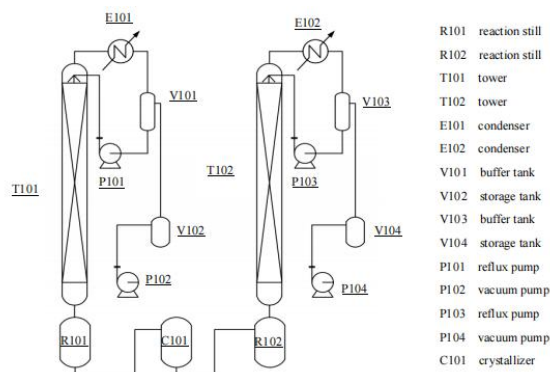 E101
E102
R101 reaction still
R102 reaction still
T101 tower
T102 tower
E101 condenser
E102 condenser
V101 buffer tank
V102 storage tank
V103 buffer tank
V104 storage tank
P101 reflux pump
P102 vacuum pump
P103 reflux pump
P104 vacuum pump
C101 crystallizer
V101
V103
P101
P103
T101
T102
V102
V104
P102
P104
R101
C101
R102